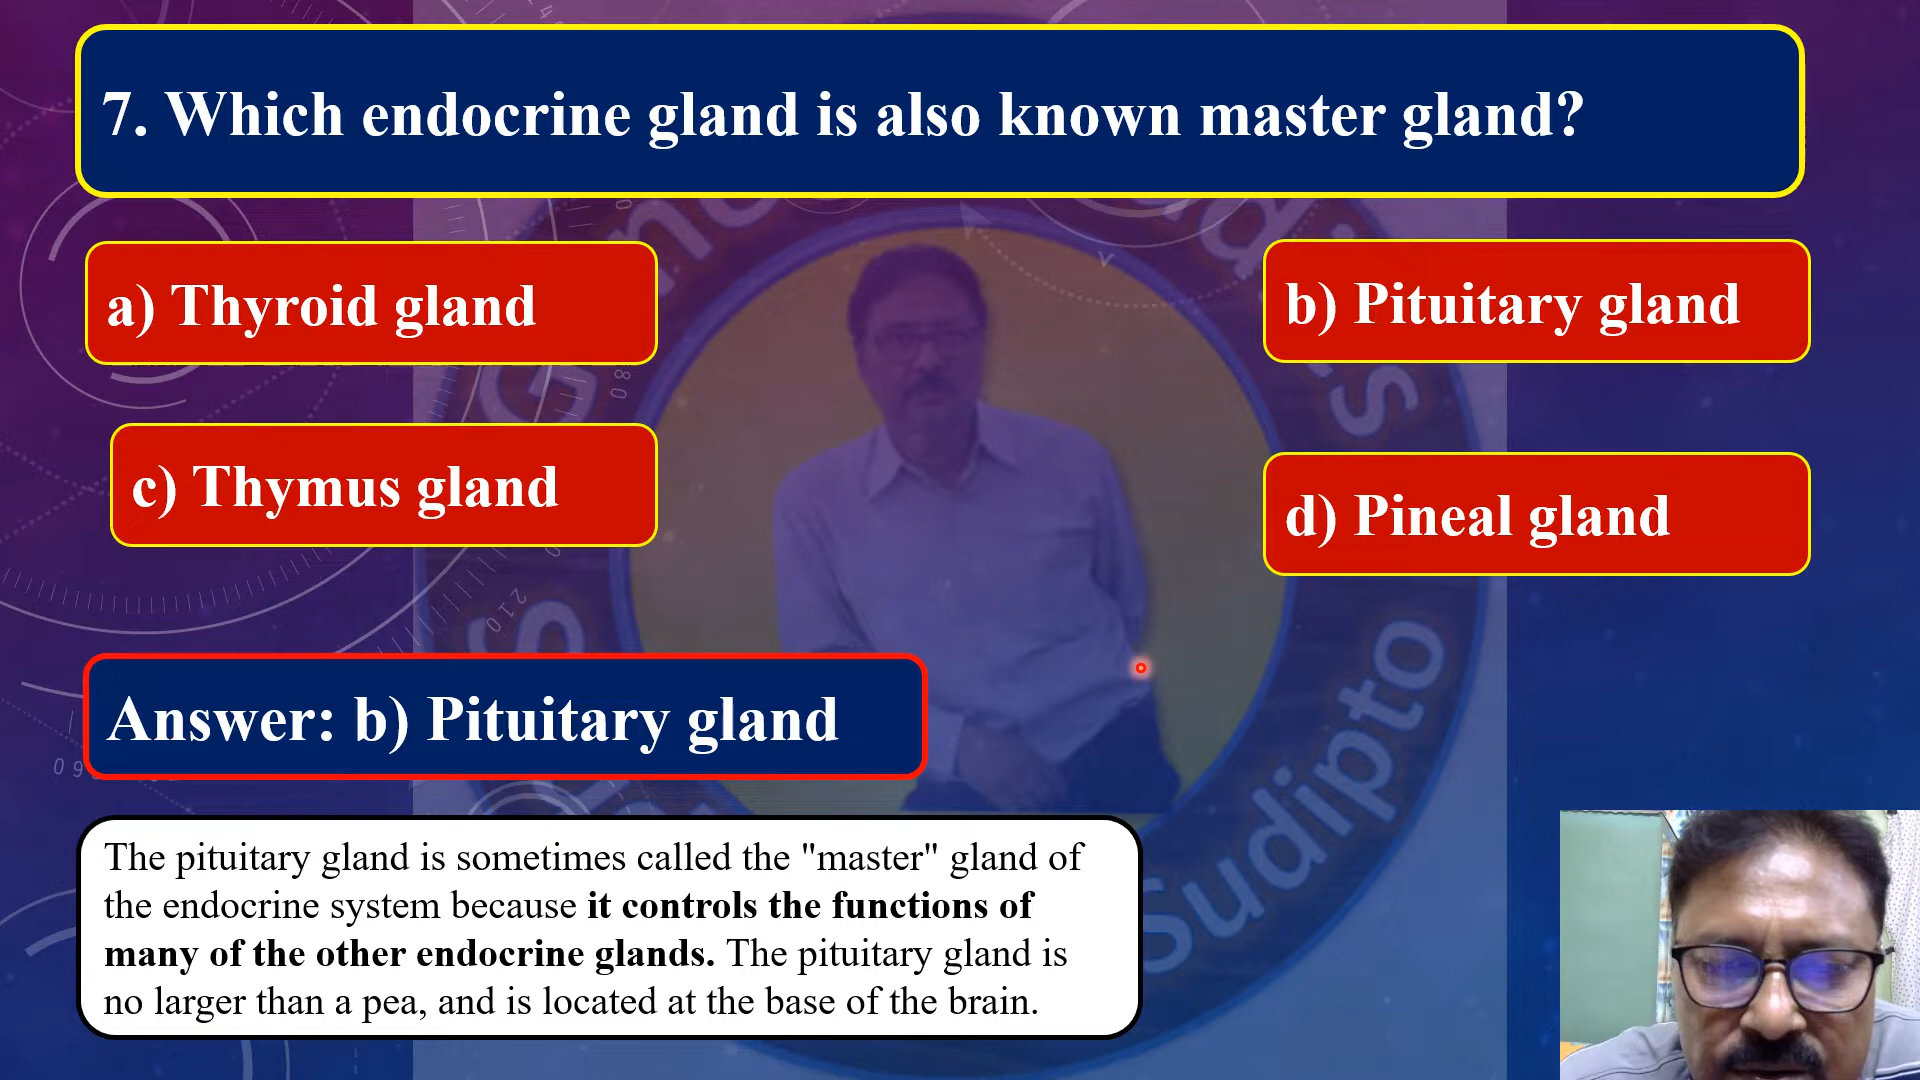 7. Which endocrine gland is also known master gland?
a) Thyroid gland
b) Pituitary gland
c) Thymus gland
d) Pineal gland
Answer: b) Pituitary gland
The pituitary gland is sometimes called the "master" gland of
the endocrine system because it controls the functions of
many of the other endocrine glands. The pituitary gland is
no larger than a pea, and is located at the base of the brain.
Sudipto
210